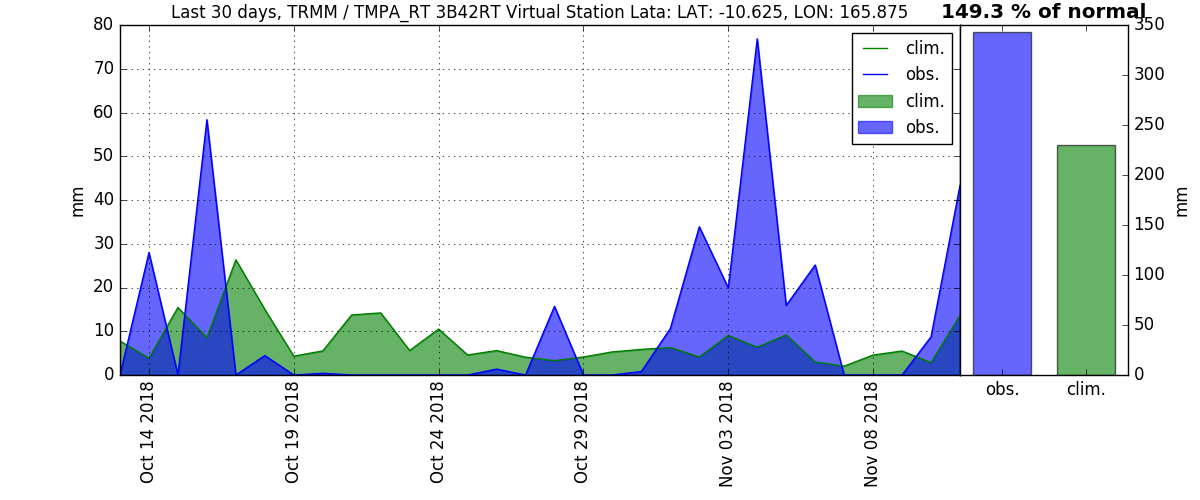 Last 30 days, TRMM / TMPA_RT 3B42RT Virtual Station Lata: LAT: -10.625, LON: 165.875
149.3 % of normal
80
70
60
50
40
30
20
10
0
mm
clim.
obs.
clim.
obs.
Oct 14 2018
Oct 19 2018
Oct 24 2018
Oct 29 2018
Nov 03 2018
Nov 08 2018
350
300
250
200
150
100
50
0
mm
obs.
clim.